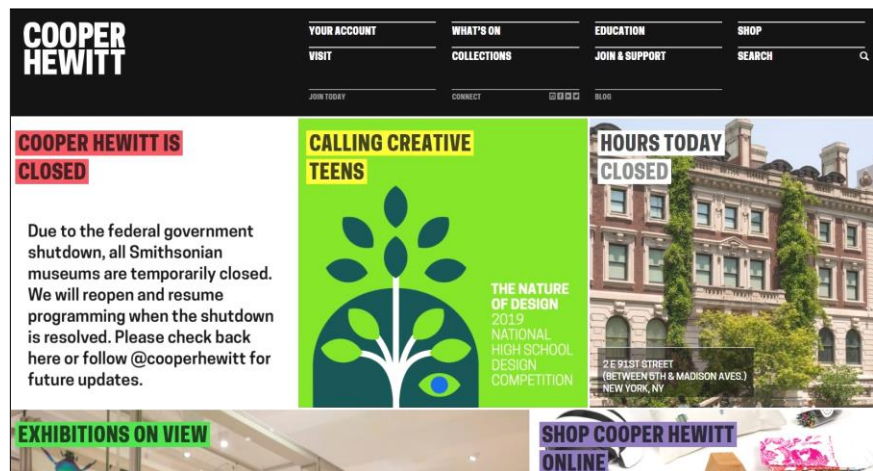 COOPER
HEWITT
YOUR ACCOUNT
WHAT'S ON
EDUCATION
SHOP
VISIT
COLLECTIONS
JOIN & SUPPORT
SEARCH
JOIN TODAY
CONNECT
BLOG
COOPER HEWITT IS
CLOSED
Due to the federal government
shutdown, all Smithsonian
museums are temporarily closed.
We will reopen and resume
programming when the shutdown
is resolved. Please check back
here or follow @cooperhewitt for
future updates.
CALLING CREATIVE
TEENS
THE NATURE
OF DESIGN
2019
NATIONAL
HIGH SCHOOL
DESIGN
COMPETITION
HOURS TODAY
CLOSED
2 E 91ST STREET
(BETWEEN 5TH & MADISON AVES.)
NEW YORK, NY
EXHIBITIONS ON VIEW
SHOP COOPER HEWITT
ONLINE